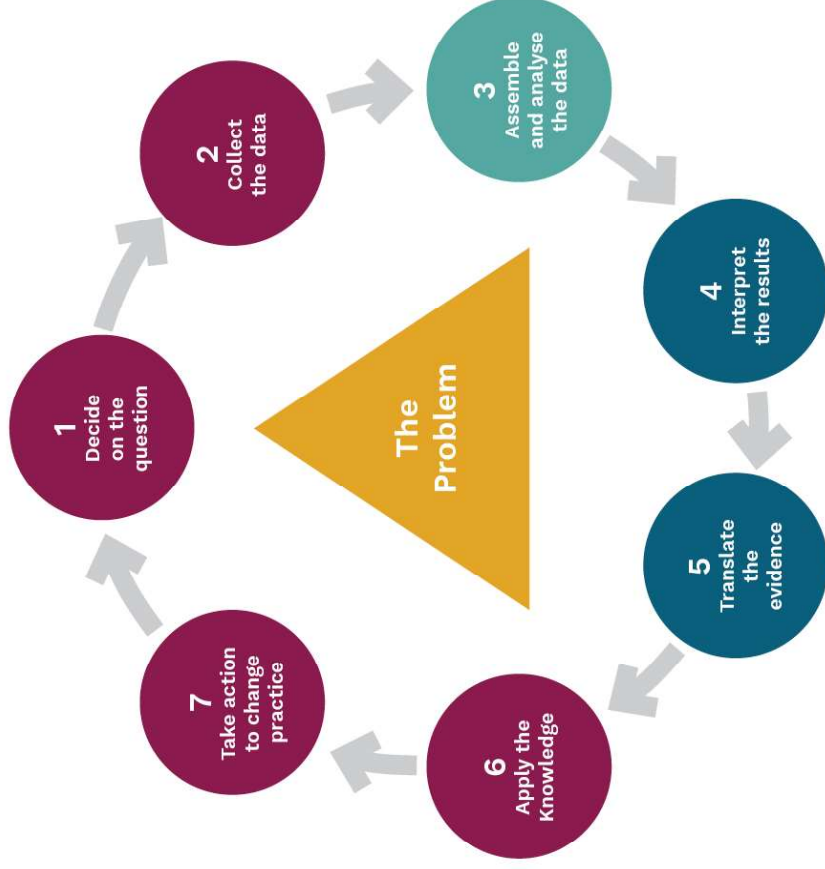 1
Decide
on the
question
2
Collect
the data
3
Assemble
and analyse
the data
4
Interpret
the results
5
Translate
the
evidence
6
Apply the
Knowledge
7
Take action
to change
practice
The
Problem